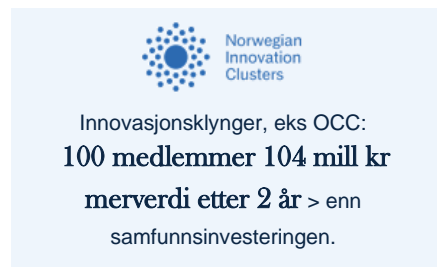 Norwegian
Innovation
Clusters
Innovasjonsklynger, eks OCC:
100 medlemmer 104 mill kr
merverdi etter 2 år > enn
samfunnsinvesteringen.